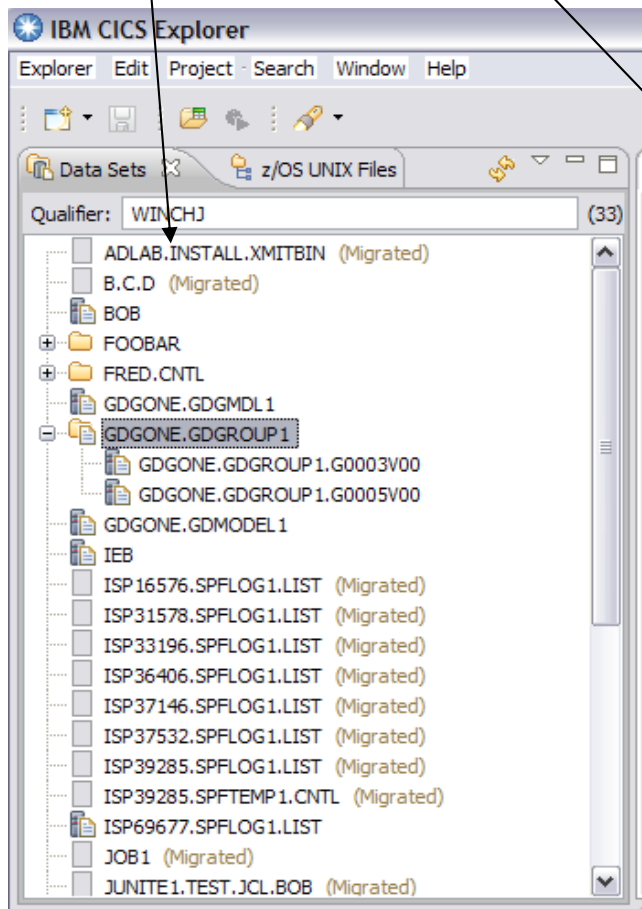 IBM CICS Explorer
Explorer Edit Project Search Window Help
Data Sets z/OS UNIX Files
Qualifier: WINCHJ (33)
ADLAB.INSTALL.XMITBIN (Migrated)
B.C.D (Migrated)
BOB
FOOBAR
FRED.CNTL
GDGONE.GDGMDL1
GDGONE.GDGROUP1
GDGONE.GDGROUP1.G0003V00
GDGONE.GDGROUP1.G0005V00
GDGONE.GDMODEL1
IEB
ISP16576.SPFLOG1.LIST (Migrated)
ISP31578.SPFLOG1.LIST (Migrated)
ISP33196.SPFLOG1.LIST (Migrated)
ISP36406.SPFLOG1.LIST (Migrated)
ISP37146.SPFLOG1.LIST (Migrated)
ISP37532.SPFLOG1.LIST (Migrated)
ISP39285.SPFLOG1.LIST (Migrated)
ISP39285.SPFTEMP1.CNTL (Migrated)
ISP69677.SPFLOG1.LIST
JOB1 (Migrated)
JUNITE1.TEST.JCL.BOB (Migrated)